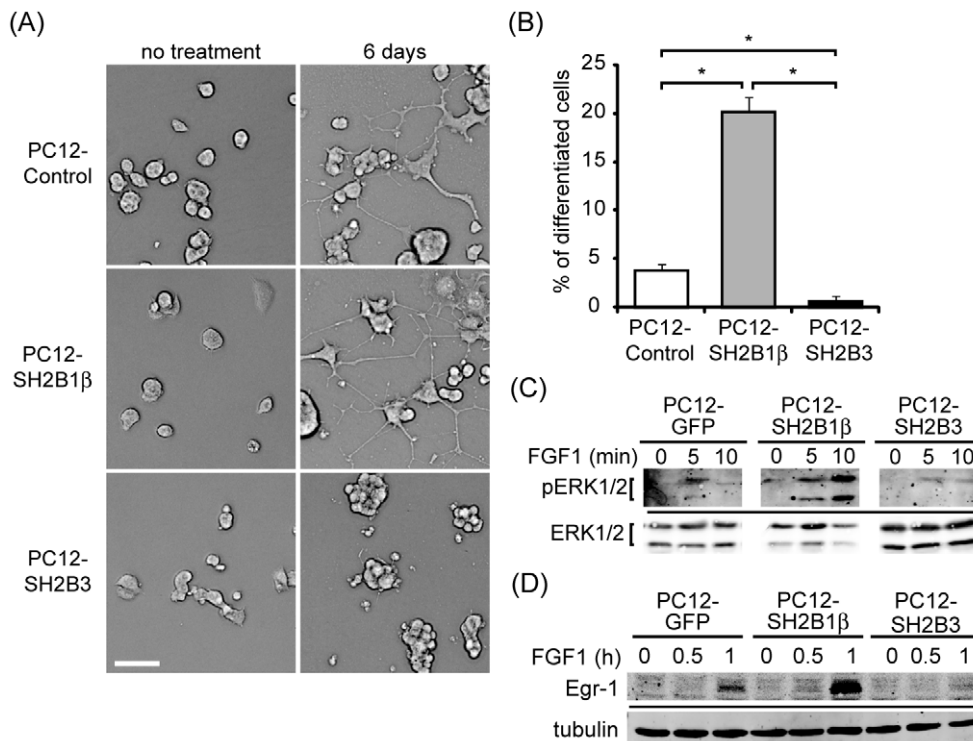 (A)
no treatment 6 days
PC12-
Control
PC12-
SH2B1β
PC12-
SH2B3
(B)
* 
* *
% of differentiated cells
25
20
15
10
5
0
PC12- PC12- PC12-
Control SH2B1β SH2B3
(C)
PC12- PC12- PC12-
GFP SH2B1β SH2B3
FGF1 (min) 0 5 10 0 5 10 0 5 10
pERK1/2[
ERK1/2[
(D)
PC12- PC12- PC12-
GFP SH2B1β SH2B3
FGF1 (h) 0 0.5 1 0 0.5 1 0 0.5 1
Egr-1
tubulin